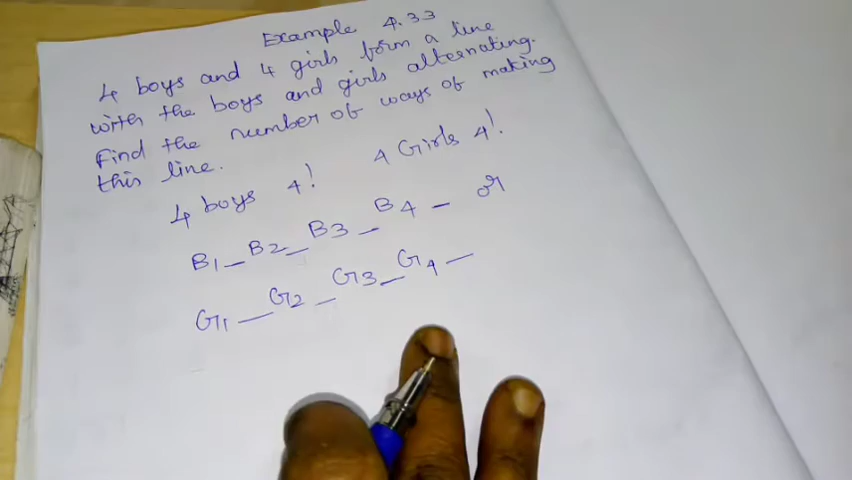 Example 4.33
4 boys and 4 girls form a line
with the boys and girls alternating.
Find the number of ways of making
this line.
4 boys 4! 4 Girls 4!
B1 _ B2 _ B3 _ B4 _ or
G1 _ G2 _ G3 _ G4 _